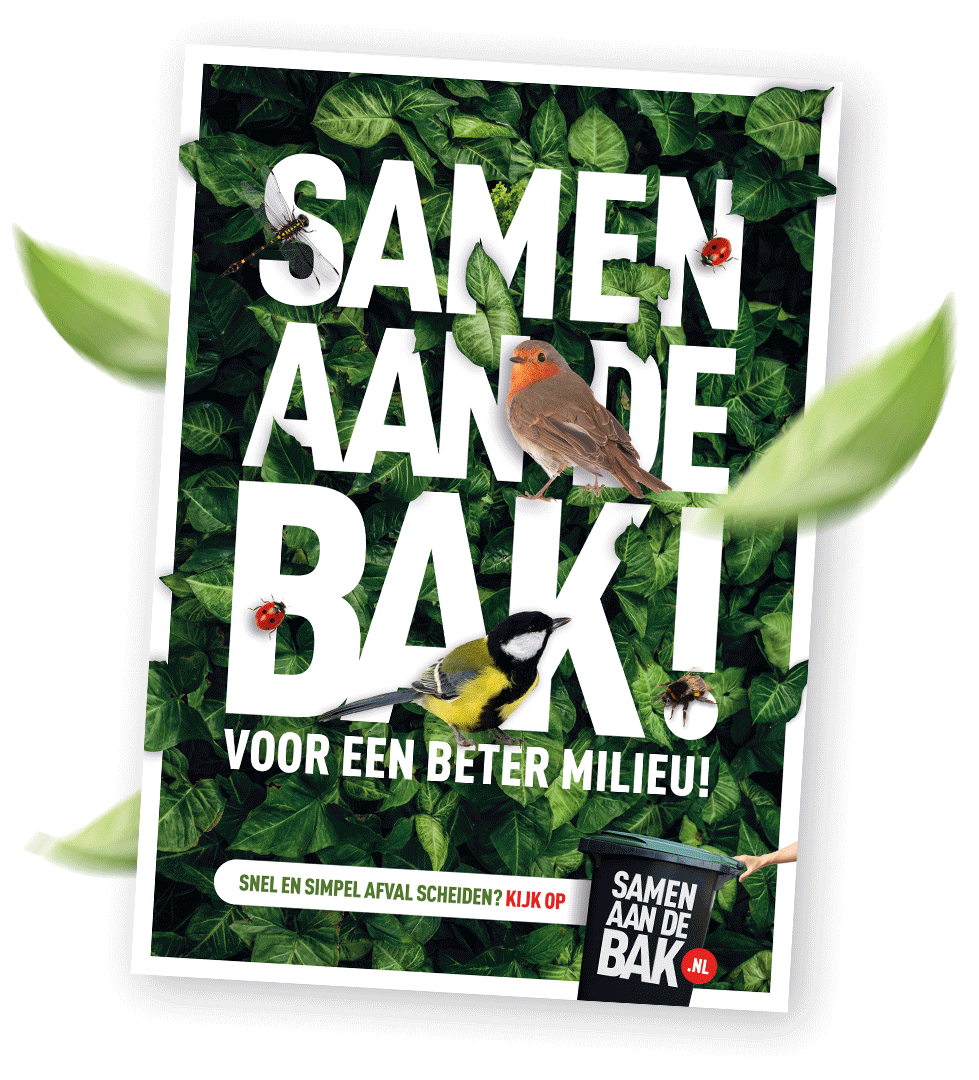 SAMEN
AAN DE
BAK!
VOOR EEN BETER MILIEU!
SNEL EN SIMPEL AFVAL SCHEIDEN? KIJK OP
SAMEN
AAN DE
BAK .NL